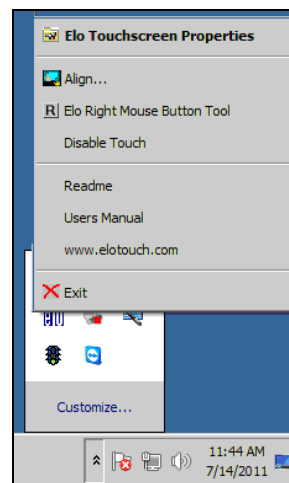 Elo Touchscreen Properties
Align...
R Elo Right Mouse Button Tool
Disable Touch
Readme
Users Manual
www.elotouch.com
Exit
Customize...
11:44 AM
7/14/2011